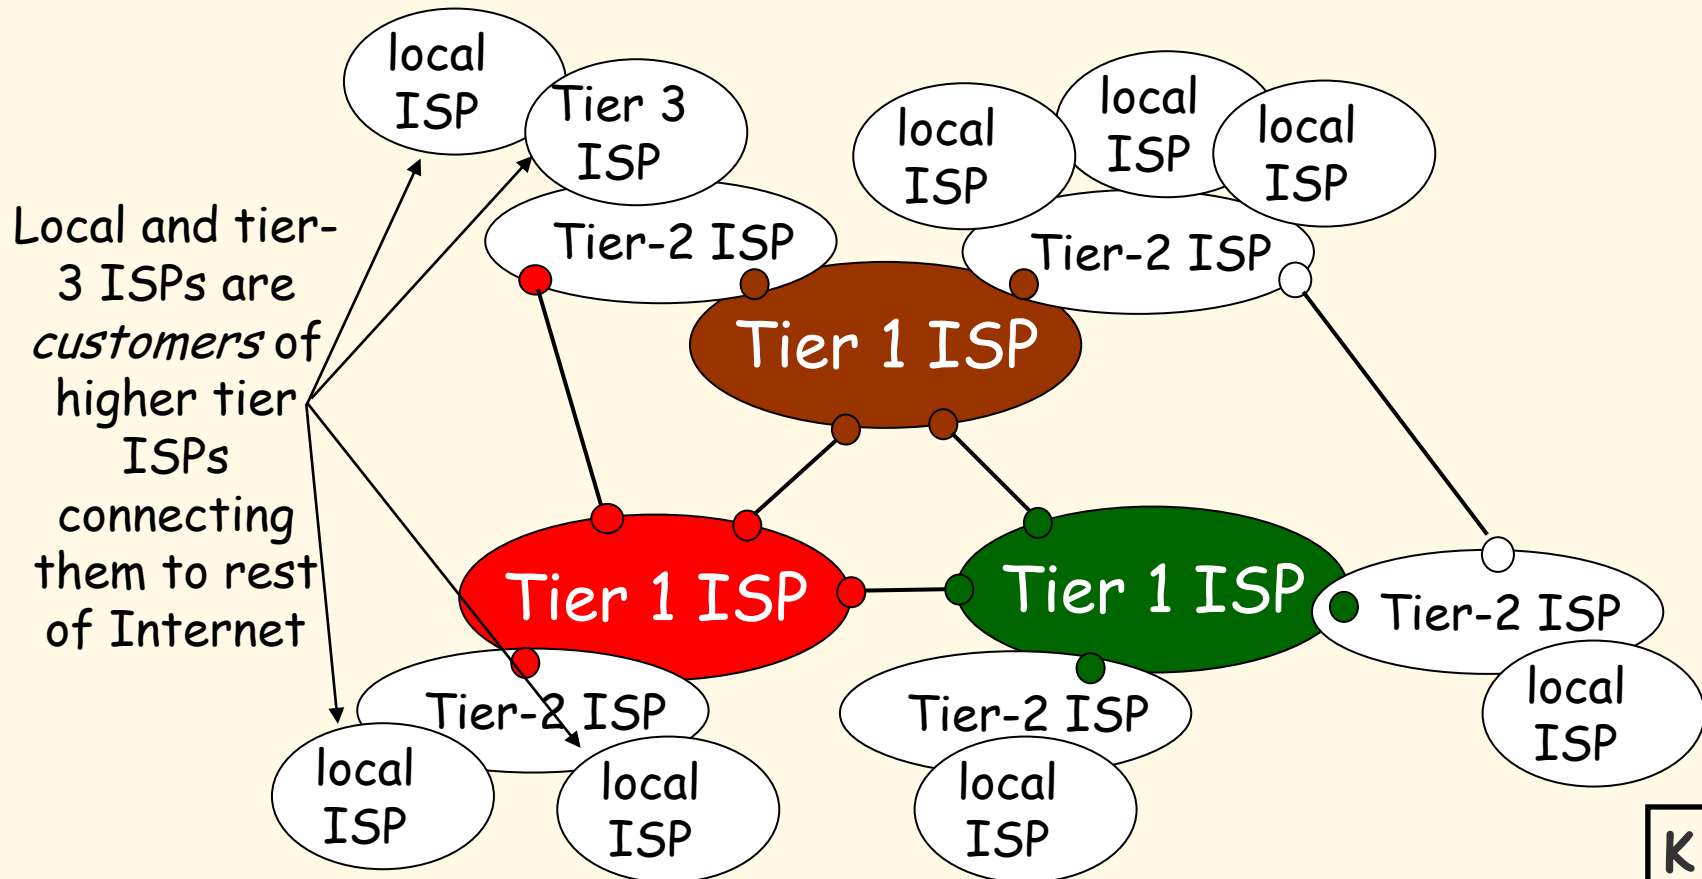 local
ISP
Tier 3
ISP
local
ISP
local
ISP
local
ISP
Local and tier-
3 ISPs are
customers of
higher tier
ISPs
connecting
them to rest
of Internet
Tier-2 ISP
Tier-2 ISP
Tier 1 ISP
Tier 1 ISP
Tier 1 ISP
Tier-2 ISP
Tier-2 ISP
Tier-2 ISP
local
ISP
local
ISP
local
ISP
local
ISP
K